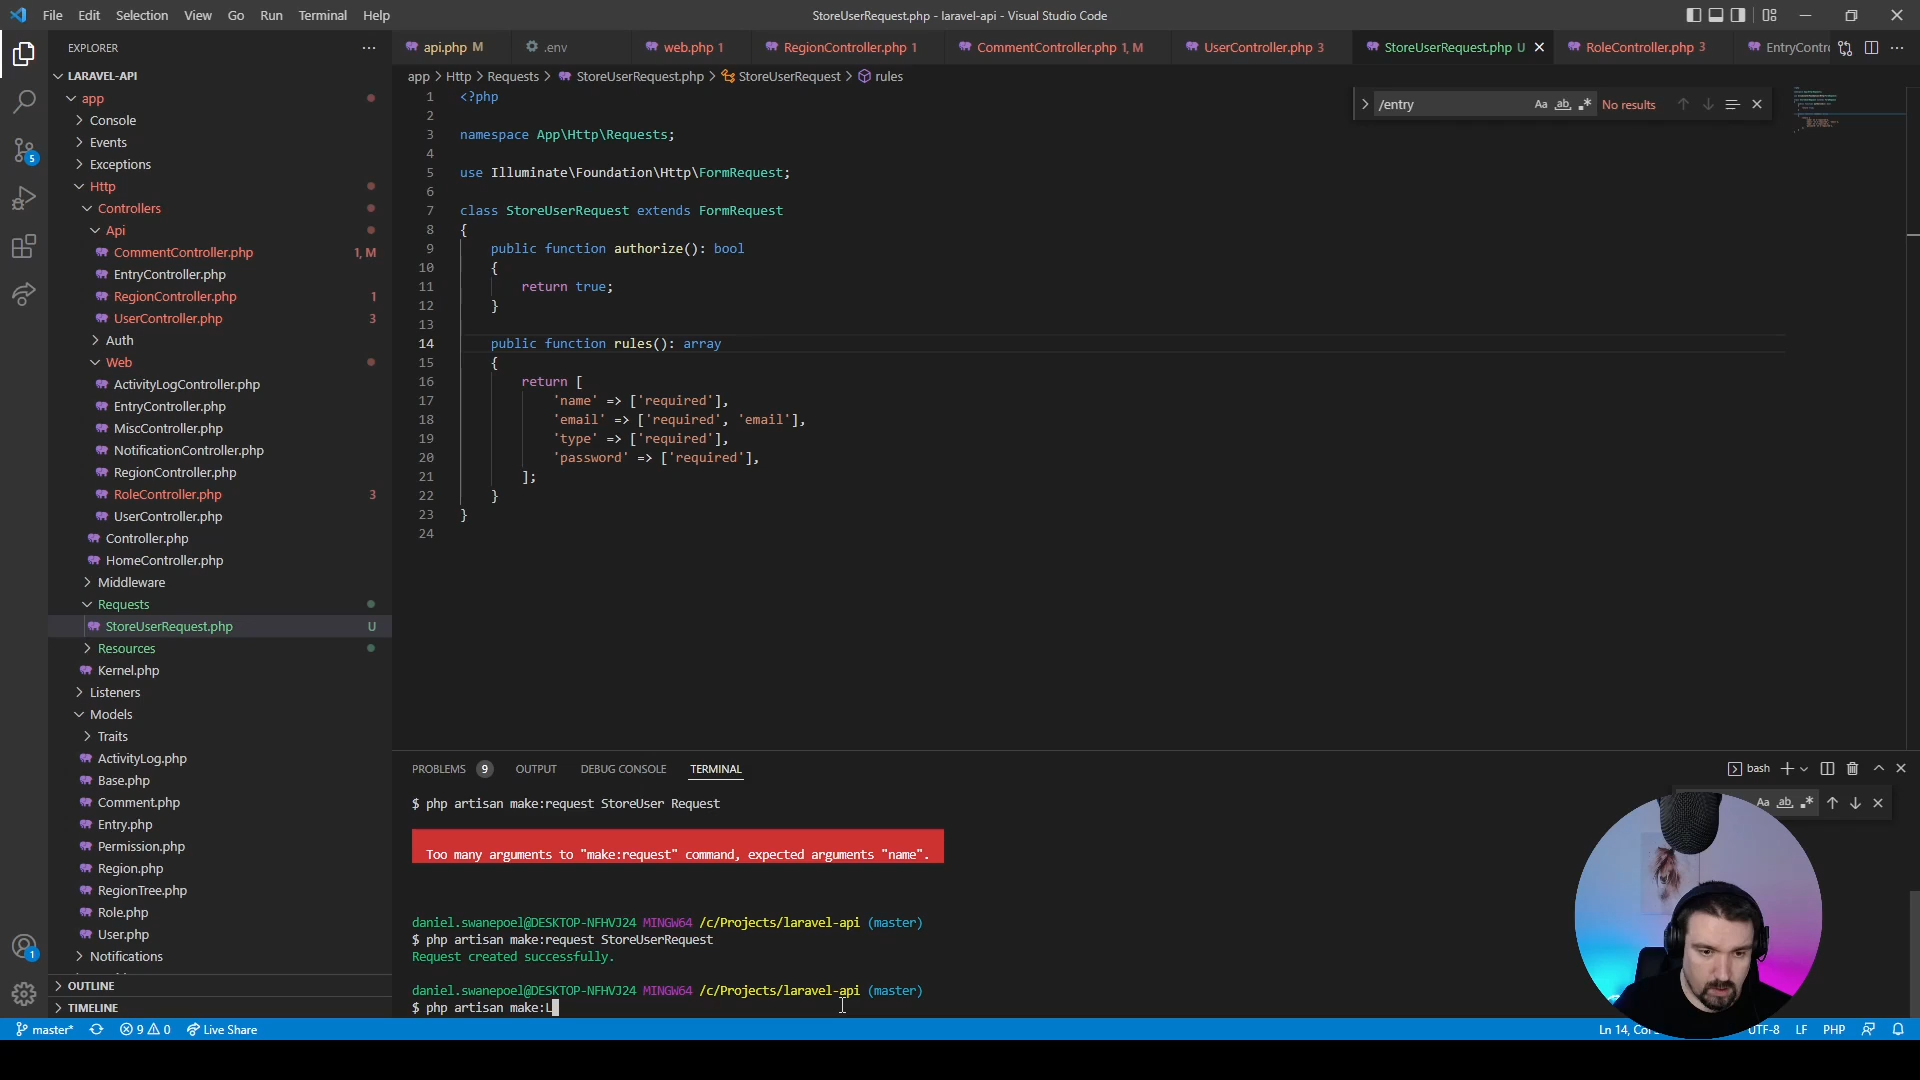 File Edit Selection View Go Run Terminal Help
StoreUserRequest.php - laravel-api - Visual Studio Code
EXPLORER
LARAVEL-API
app
Console
Events
Exceptions
Http
Controllers
Api
CommentController.php 1, M
EntryController.php
RegionController.php 1
UserController.php 3
Auth
Web
ActivityLogController.php
EntryController.php
MiscController.php
NotificationController.php
RegionController.php
RoleController.php 3
UserController.php
Controller.php
HomeController.php
Middleware
Requests
StoreUserRequest.php U
Resources
Kernel.php
Listeners
Models
Traits
ActivityLog.php
Base.php
Comment.php
Entry.php
Permission.php
Region.php
RegionTree.php
Role.php
User.php
Notifications
OUTLINE
TIMELINE
5
1
api.php M .env web.php 1 RegionController.php 1 CommentController.php 1, M UserController.php 3 StoreUserRequest.php U RoleController.php 3 EntryContr
app > Http > Requests > StoreUserRequest.php > StoreUserRequest > rules
/entry Aa ab .* No results
1 <?php
2
3 namespace App\Http\Requests;
4
5 use Illuminate\Foundation\Http\FormRequest;
6
7 class StoreUserRequest extends FormRequest
8 {
9 public function authorize(): bool
10 {
11 return true;
12 }
13
14 public function rules(): array
15 {
16 return [
17 'name' => ['required'],
18 'email' => ['required', 'email'],
19 'type' => ['required'],
20 'password' => ['required'],
21 ];
22 }
23 }
24
PROBLEMS 9 OUTPUT DEBUG CONSOLE TERMINAL
bash
Aa ab .*
$ php artisan make:request StoreUser Request
Too many arguments to "make:request" command, expected arguments "name".
daniel.swanepoel@DESKTOP-NFHVJ24 MINGW64 /c/Projects/laravel-api (master)
$ php artisan make:request StoreUserRequest
Request created successfully.
daniel.swanepoel@DESKTOP-NFHVJ24 MINGW64 /c/Projects/laravel-api (master)
$ php artisan make:L
master* 9 0 Live Share
Ln 14, Co UTF-8 LF PHP